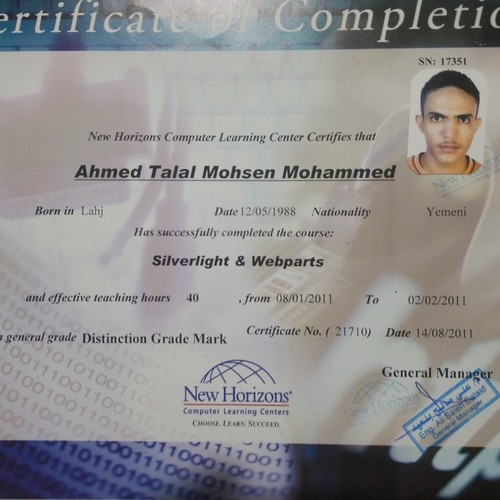 ertificate of Completio
SN: 17351
New Horizons Computer Learning Center Certifies that
Ahmed Talal Mohsen Mohammed
Born in Lahj Date 12/05/1988 Nationality Yemeni
Has successfully completed the course:
Silverlight & Webparts
and effective teaching hours 40 , from 08/01/2011 To 02/02/2011
general grade Distinction Grade Mark Certificate No. ( 21710) Date 14/08/2011
General Manager
New Horizons®
Computer Learning Centers
CHOOSE. LEARN. SUCCEED.
New Horizons
General Manager